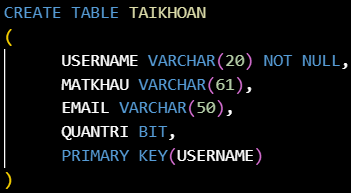 CREATE TABLE TAIKHOAN
(
USERNAME VARCHAR(20) NOT NULL,
MATKHAU VARCHAR(61),
EMAIL VARCHAR(50),
QUANTRI BIT,
PRIMARY KEY(USERNAME)
)